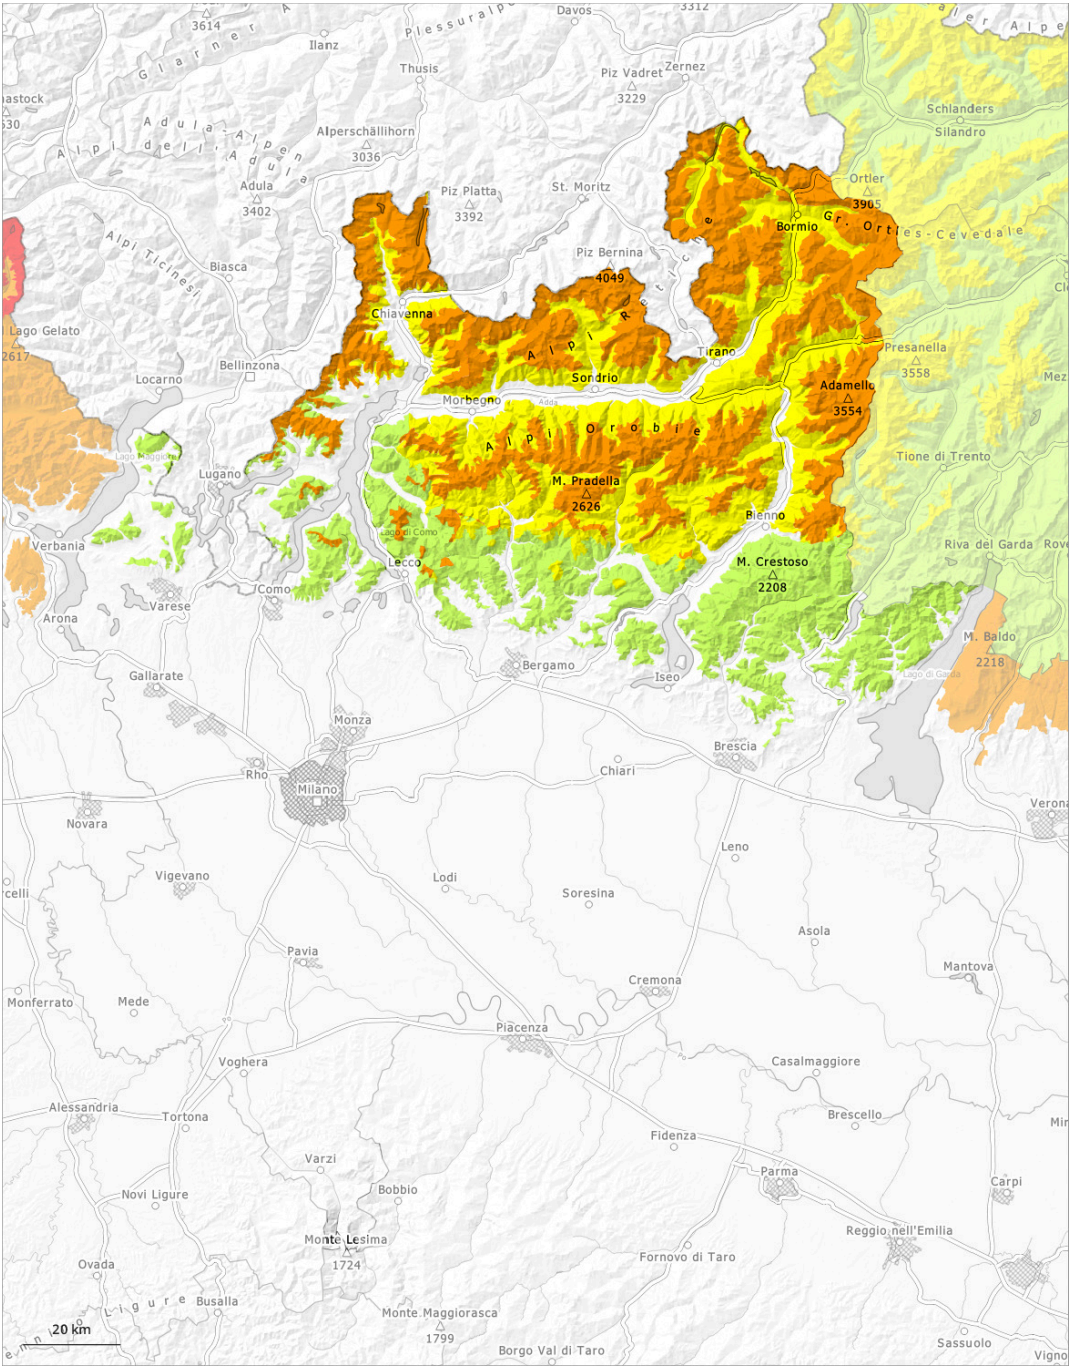 3614
Davos
3312
Plessuralpe
Ilanz
Glarner A
Thusis
Piz Vadret
3229
Zernez
Schlanders
Silandro
Adula-Alpen
Alpi dell'Adula
Alperschällihorn
3036
Adula
3402
Piz Platta
3392
St. Moritz
Ortler
3905
Bormio
Gr. Ortles-Cevedale
Alpi Ticinesi
Biasca
Piz Bernina
4049
Alpi Retiche
Chiavenna
Lago Gelato
2617
Bellinzona
Locarno
Tirano
Sondrio
Morbegno
Adda
Presanella
3558
Adamello
3554
Alpi Orobie
Lago Maggiore
Lugano
Tione di Trento
M. Pradella
2626
Bienno
Lago di Como
Verbania
Lecco
M. Crestoso
2208
Riva del Garda
Rove
Como
Varese
Arona
M. Baldo
2218
Lago di Garda
Bergamo
Iseo
Gallarate
Monza
Brescia
Rho
Chiari
Milano
Novara
Verona
Leno
Vigevano
Lodi
Soresina
rcelli
Asola
Pavia
Mantova
Cremona
Monferrato
Mede
Piacenza
Voghera
Casalmaggiore
Alessandria
Tortona
Brescello
Mir
Fidenza
Varzi
Parma
Bobbio
Novi Ligure
Carpi
Monte Lesima
1724
Reggio nell'Emilia
Fornovo di Taro
Ovada
Busalla
Ligure
Monte Maggiorasca
1799
20 km
Sassuolo
Borgo Val di Taro
Vigno